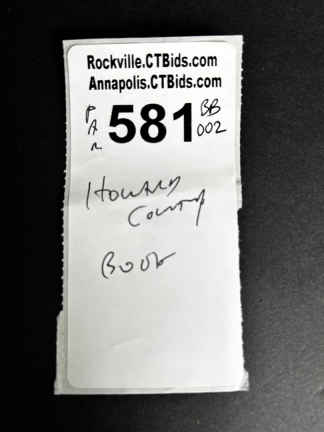 Rockville.CTBids.com
Annapolis.CTBids.com
581
BB
002
Howard
County
Book